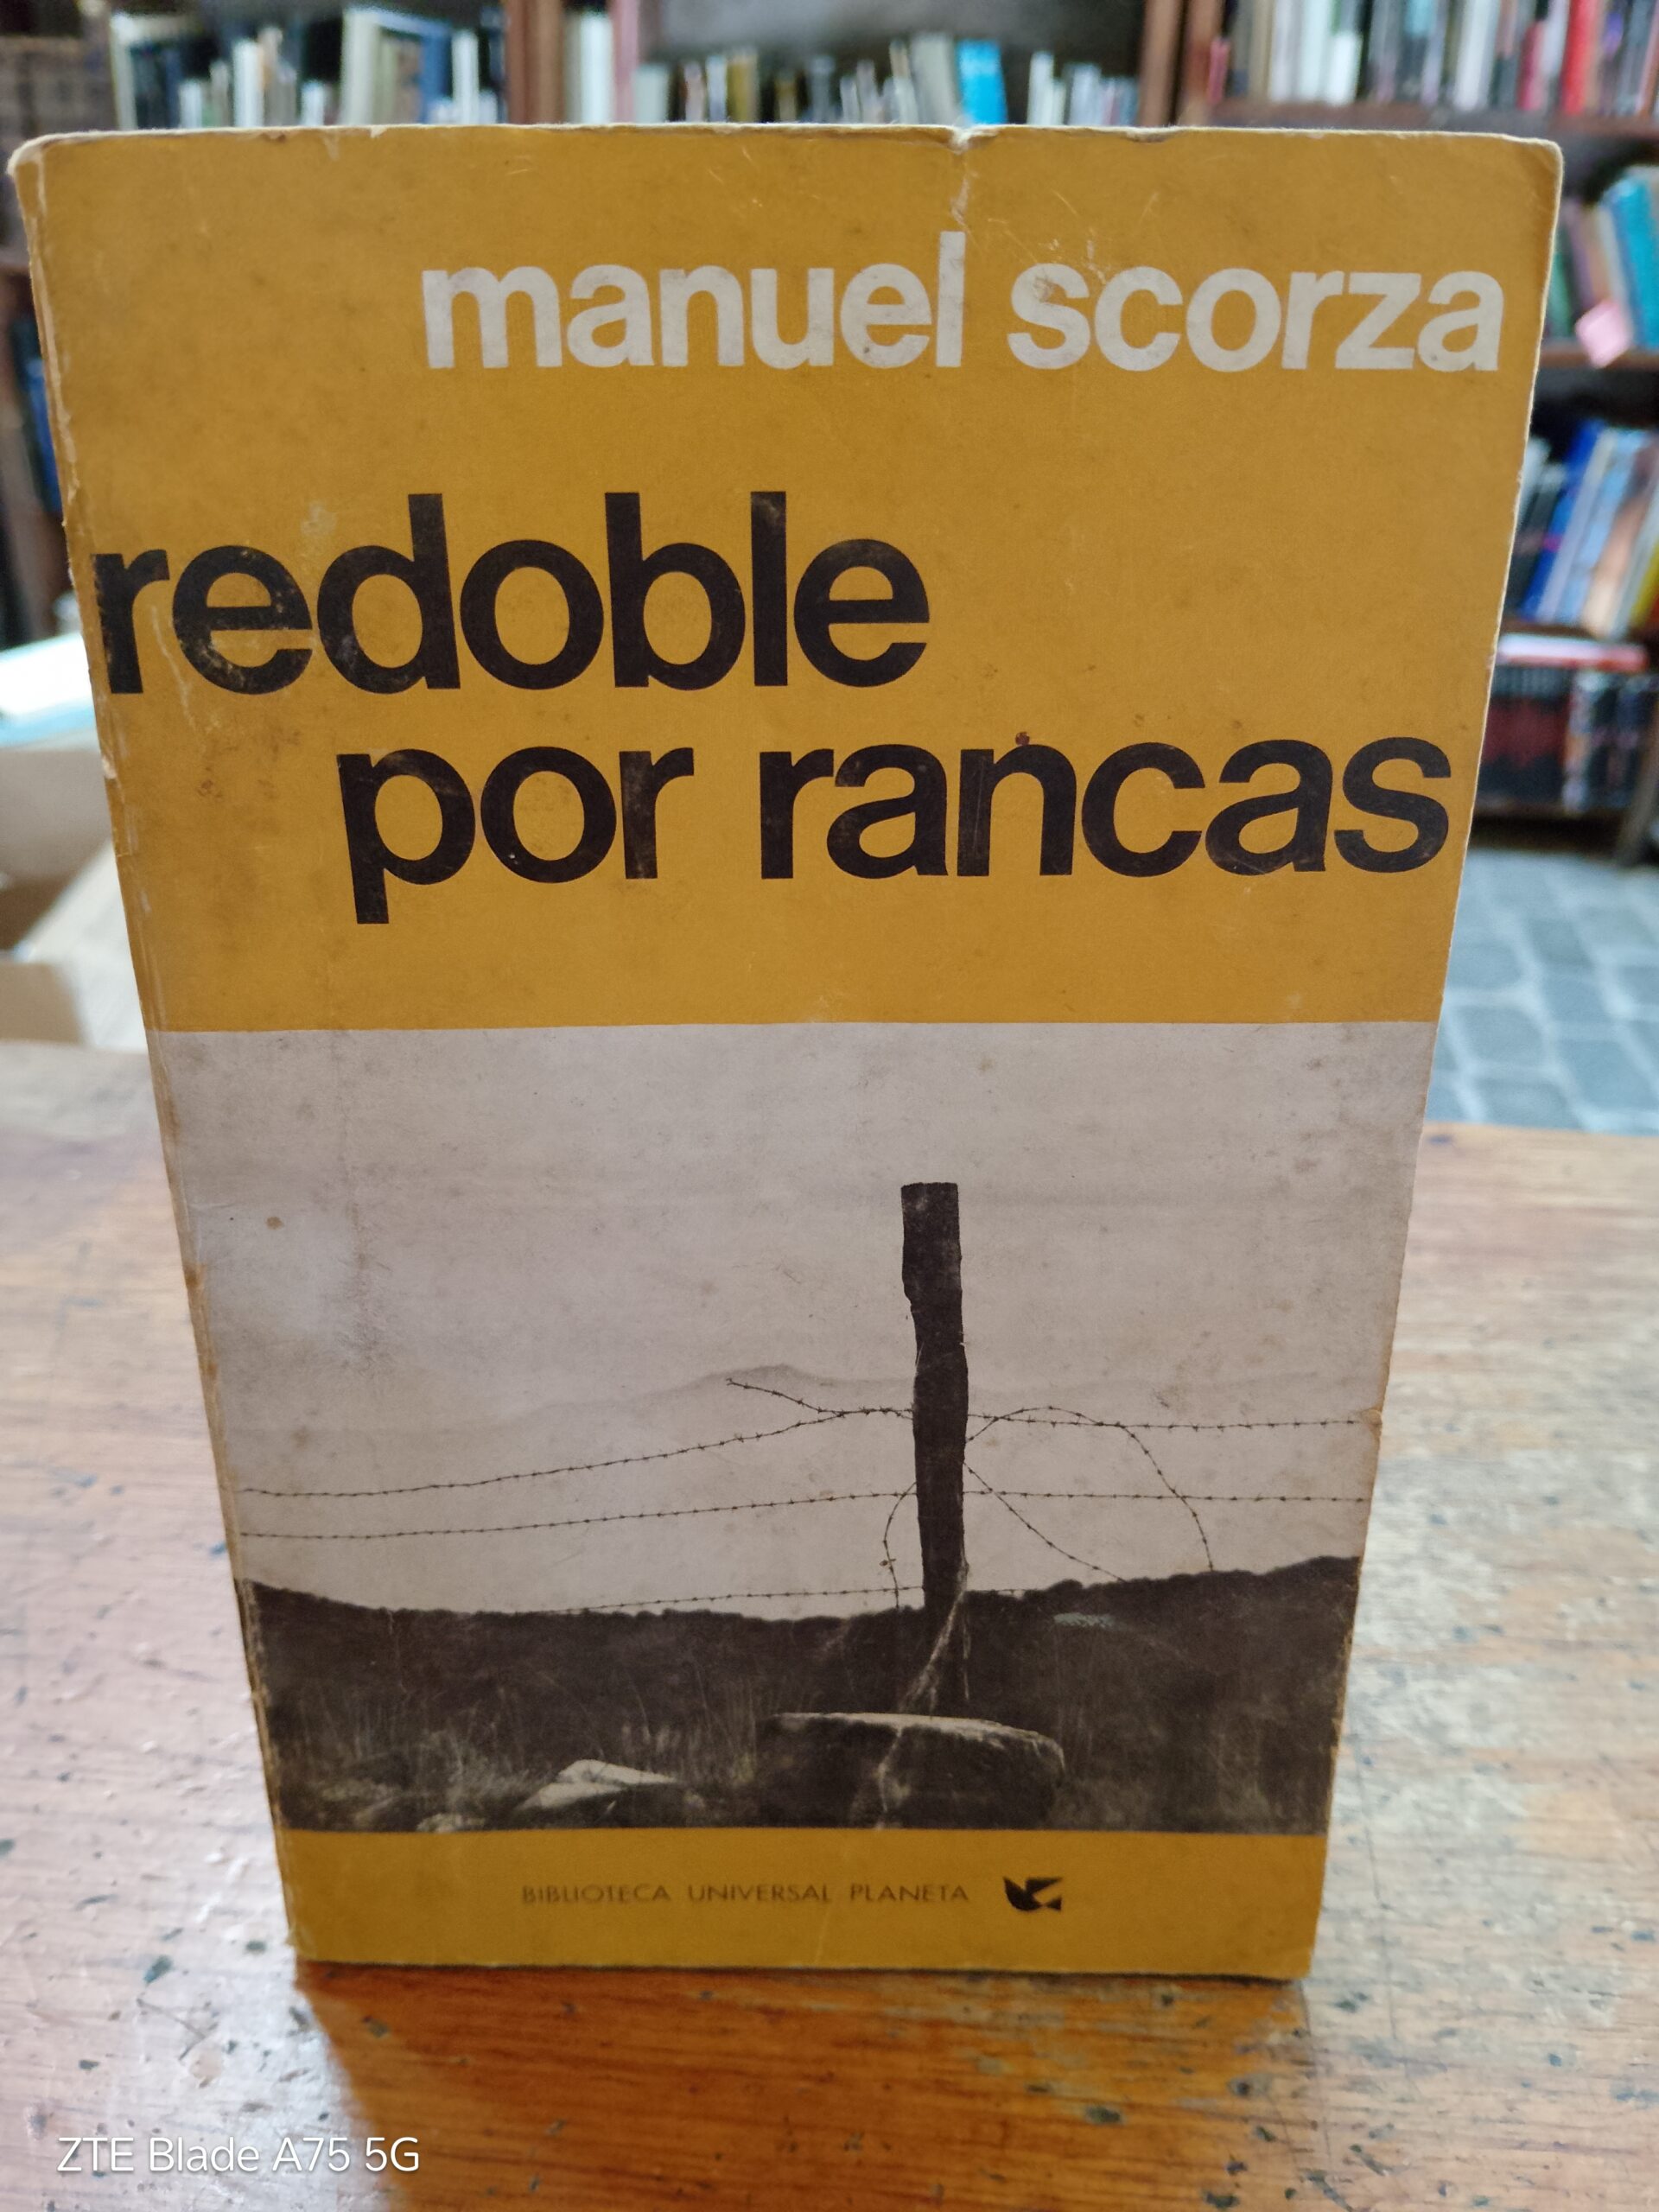 manuel scorza
redoble
por rancas
BIBLIOTECA UNIVERSAL PLANETA
ZTE Blade A75 5G